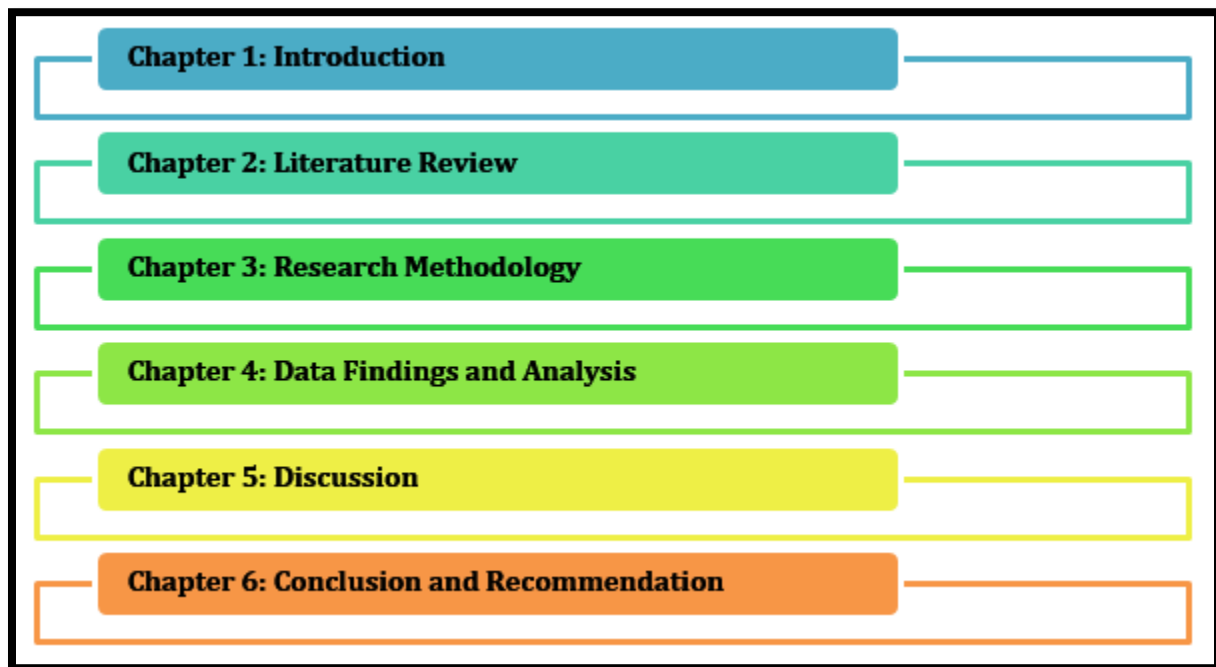 Chapter 1: Introduction
Chapter 2: Literature Review
Chapter 3: Research Methodology
Chapter 4: Data Findings and Analysis
Chapter 5: Discussion
Chapter 6: Conclusion and Recommendation